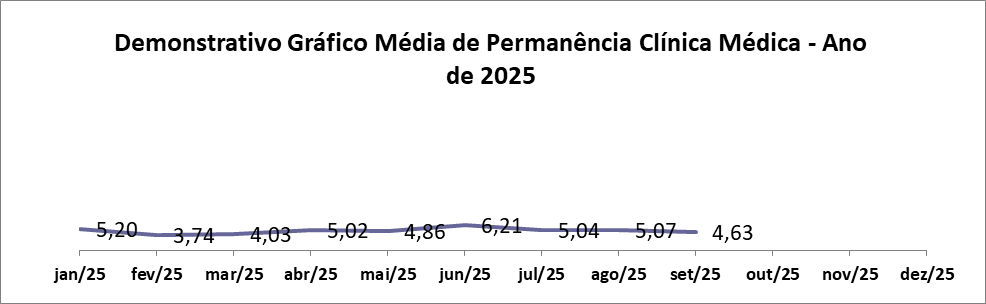 Demonstrativo Gráfico Média de Permanência Clínica Médica - Ano
de 2025
5,20 3,74 4,03 5,02 4,86 6,21 5,04 5,07 4,63
jan/25 fev/25 mar/25 abr/25 mai/25 jun/25 jul/25 ago/25 set/25 out/25 nov/25 dez/25